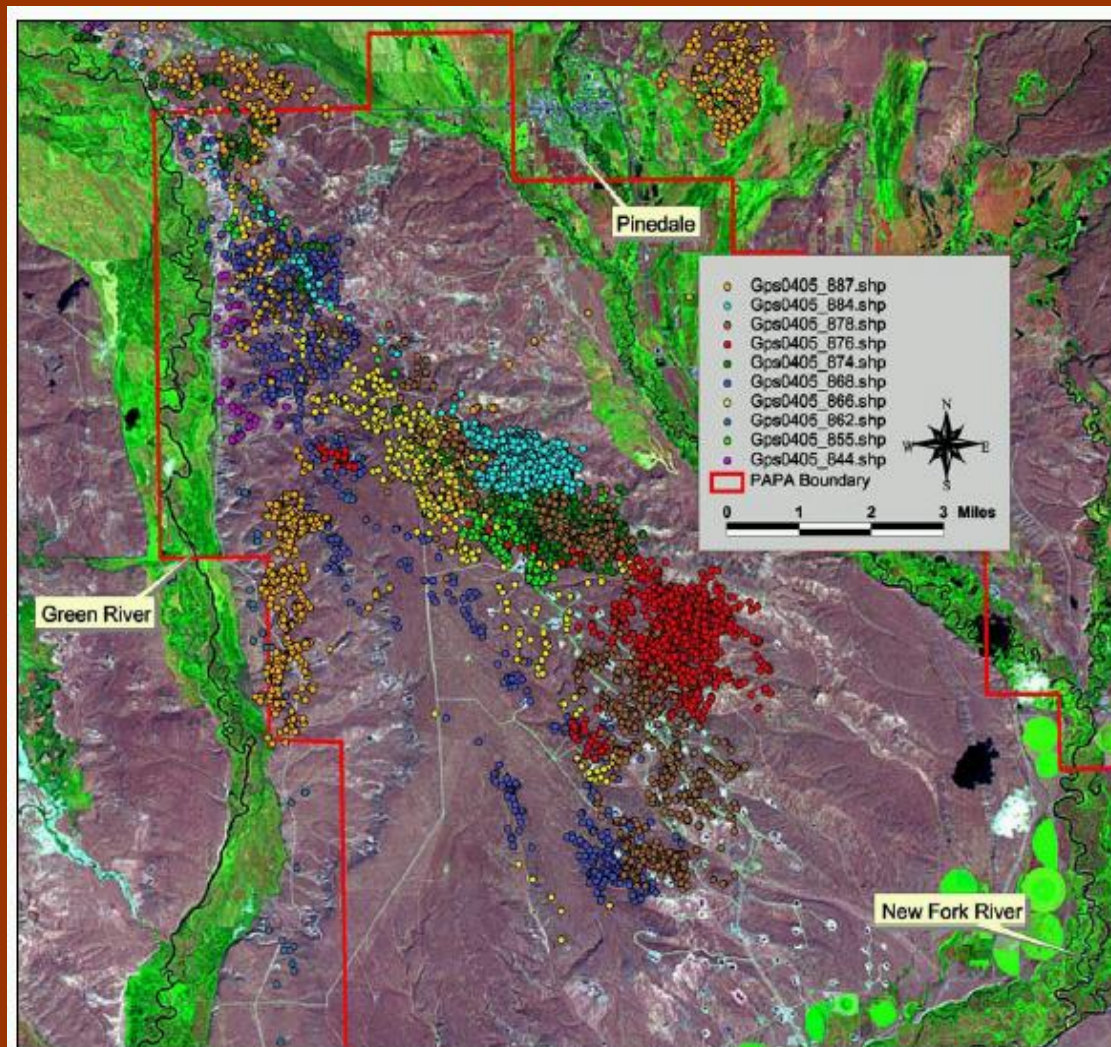 Pinedale
Gps0405_887.shp
Gps0405_884.shp
Gps0405_878.shp
Gps0405_876.shp
Gps0405_874.shp
Gps0405_868.shp
Gps0405_866.shp
Gps0405_862.shp
Gps0405_855.shp
Gps0405_844.shp
PAPA Boundary
N
W E
S
0 1 2 3 Miles
Green River
New Fork River